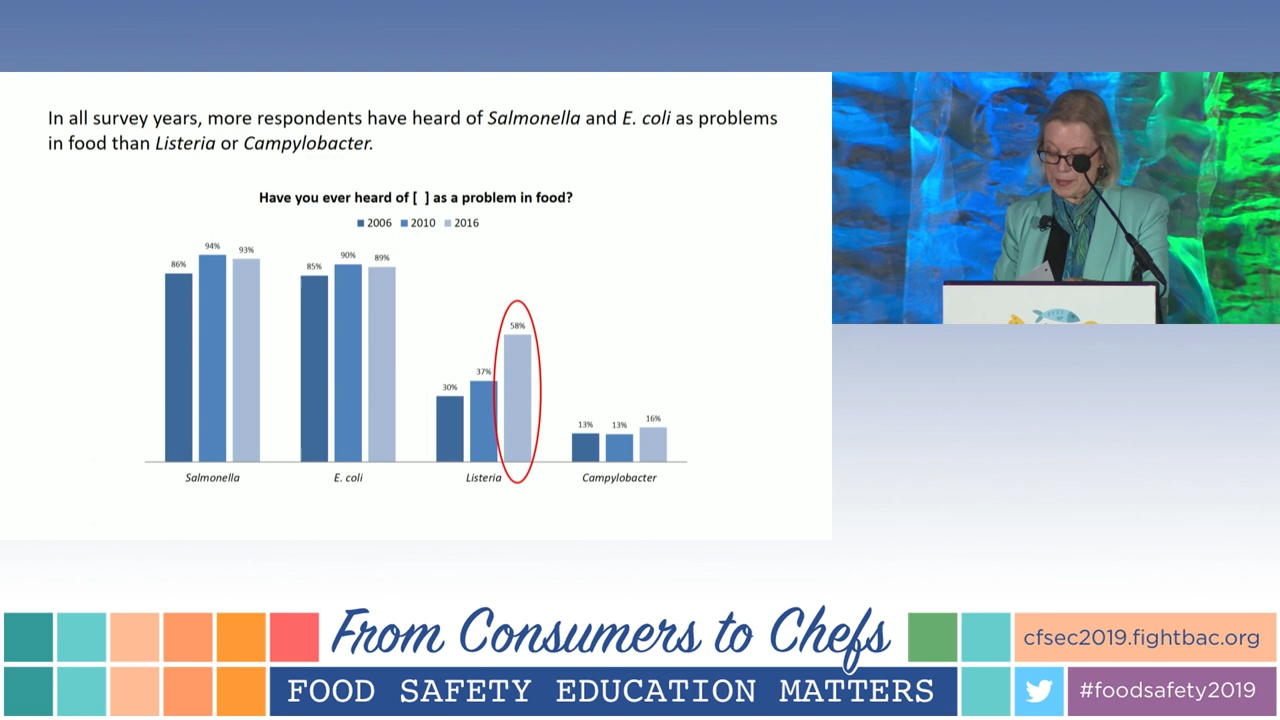 In all survey years, more respondents have heard of Salmonella and E. coli as problems
in food than Listeria or Campylobacter.
Have you ever heard of [ ] as a problem in food?
2006 2010 2016
86% 94% 93%
85% 90% 89%
30% 37% 58%
13% 13% 16%
Salmonella E. coli Listeria Campylobacter
From Consumers to Chefs
FOOD SAFETY EDUCATION MATTERS
cfsec2019.fightbac.org
#foodsafety2019